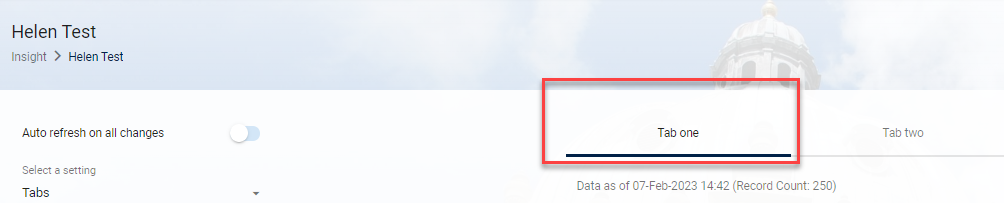 Helen Test
Insight > Helen Test
Auto refresh on all changes
Tab one
Tab two
Select a setting
Tabs
Data as of 07-Feb-2023 14:42 (Record Count: 250)